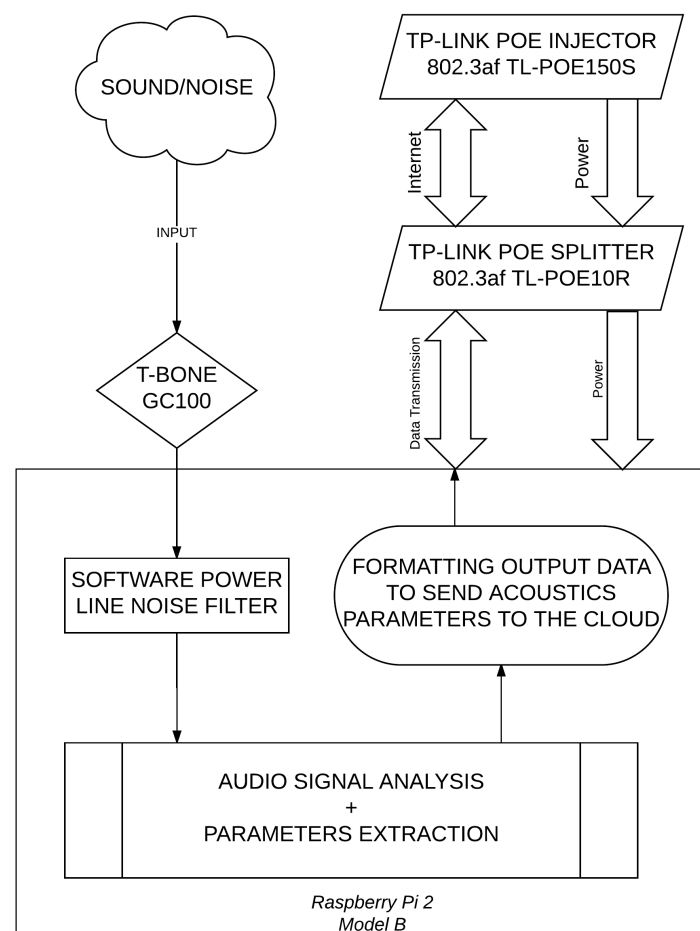 SOUND/NOISE
TP-LINK POE INJECTOR
802.3af TL-POE150S
Internet
Power
INPUT
TP-LINK POE SPLITTER
802.3af TL-POE10R
T-BONE
GC100
Data Transmission
Power
SOFTWARE POWER
LINE NOISE FILTER
FORMATTING OUTPUT DATA
TO SEND ACOUSTICS
PARAMETERS TO THE CLOUD
AUDIO SIGNAL ANALYSIS
+
PARAMETERS EXTRACTION
Raspberry Pi 2
Model B